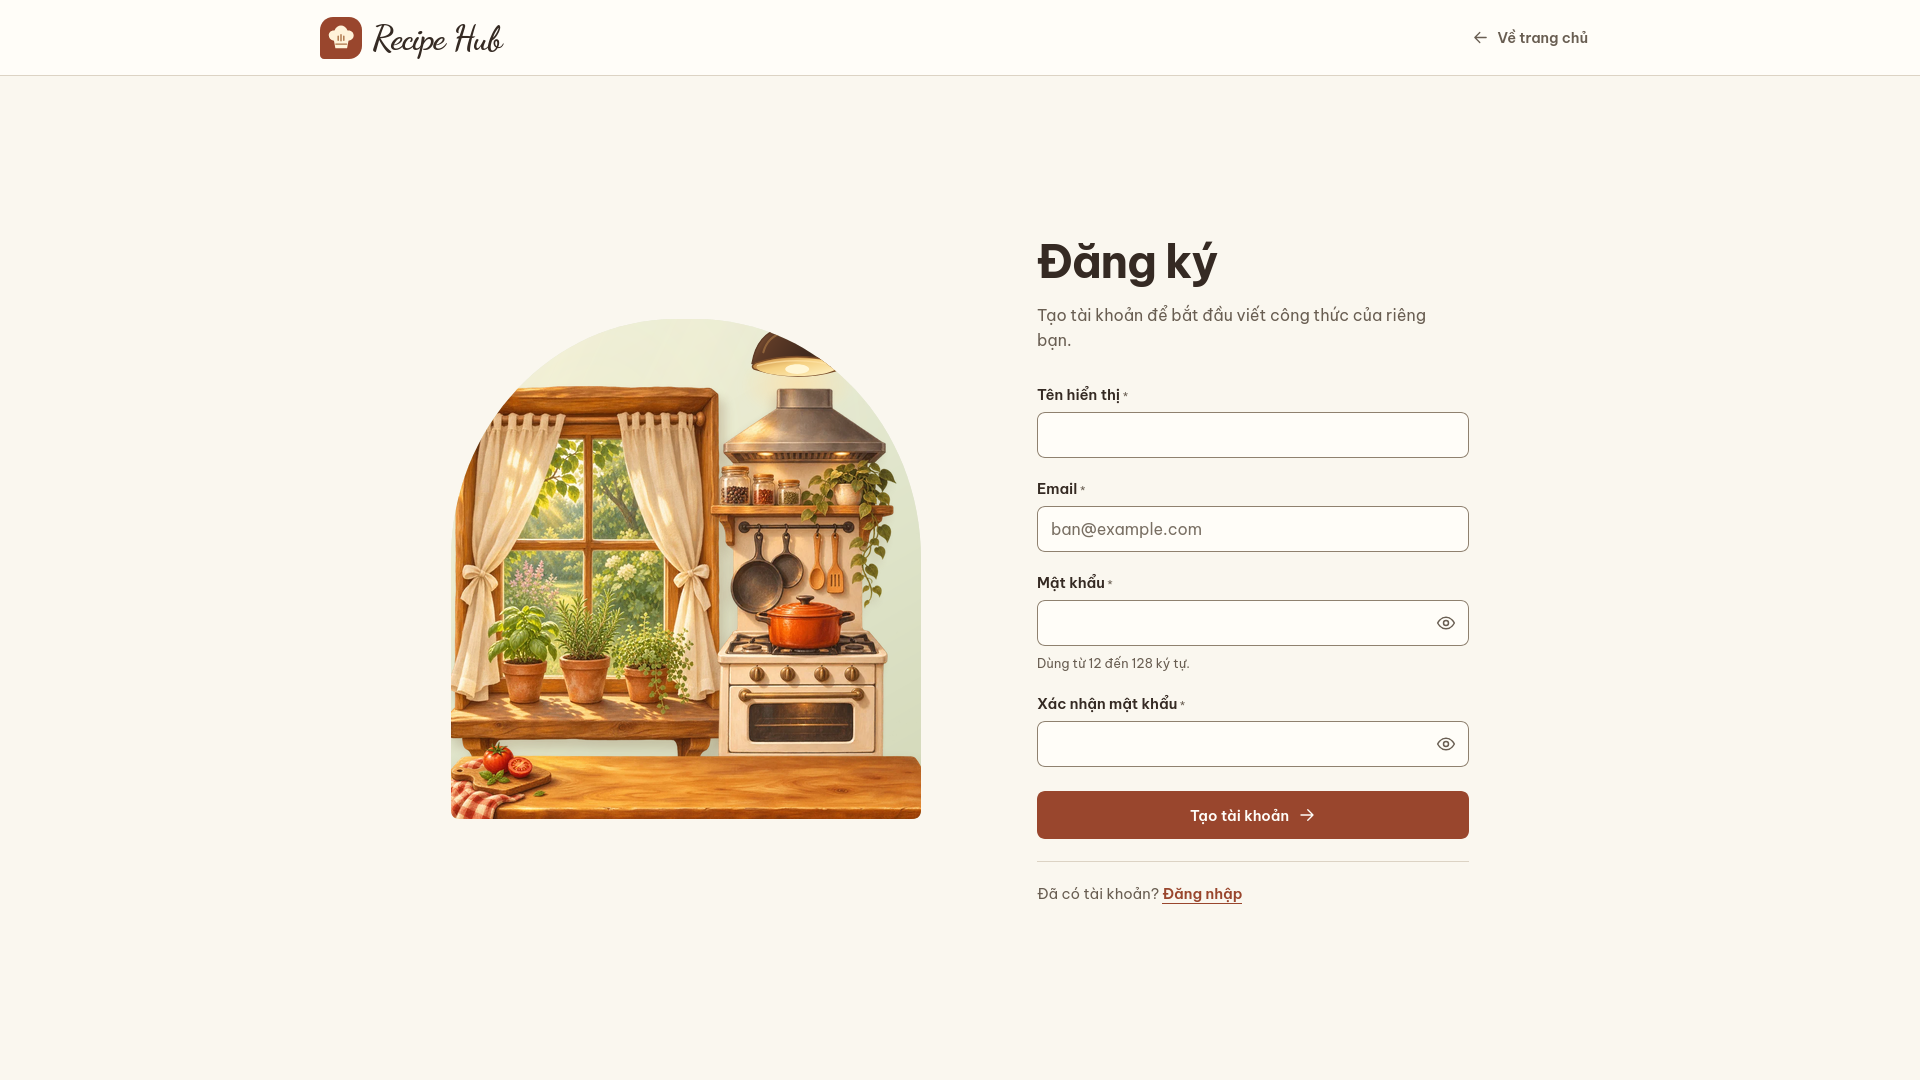 Recipe Hub
← Về trang chủ
Đăng ký
Tạo tài khoản để bắt đầu viết công thức của riêng
bạn.
Tên hiển thị *
Email *
ban@example.com
Mật khẩu *
Dùng từ 12 đến 128 ký tự.
Xác nhận mật khẩu *
Tạo tài khoản →
Đã có tài khoản? Đăng nhập